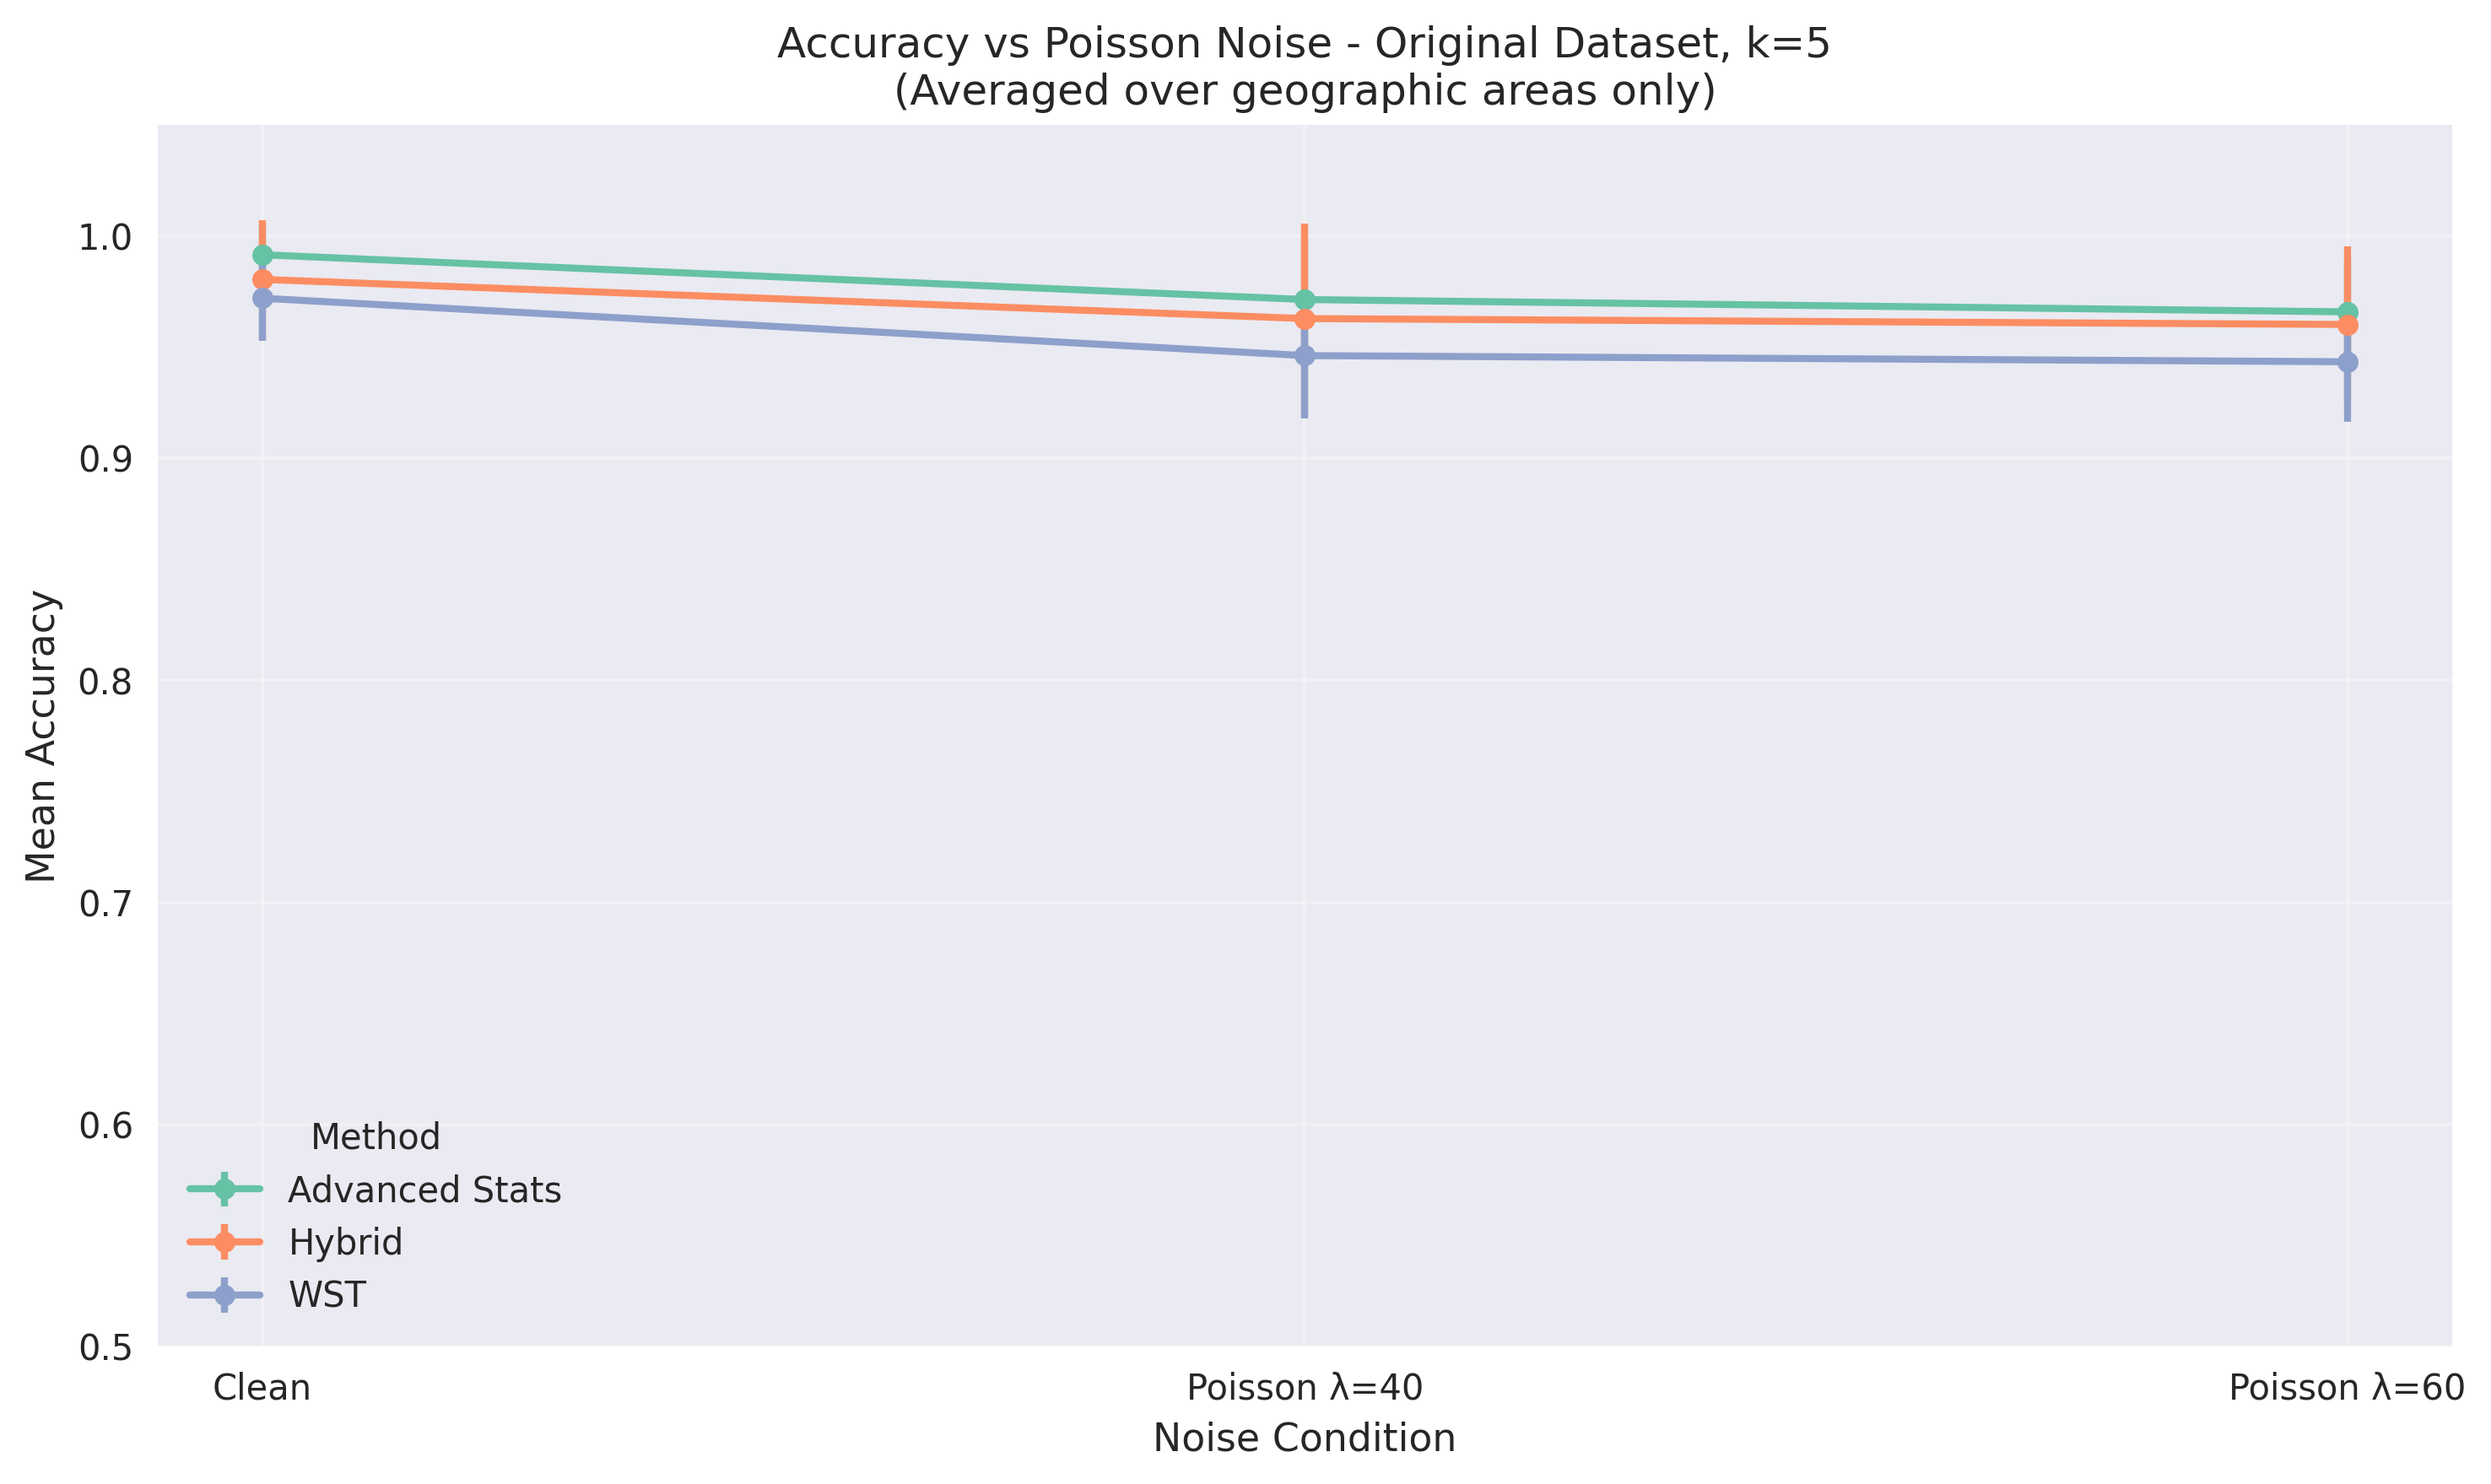 Accuracy vs Poisson Noise - Original Dataset, k=5
(Averaged over geographic areas only)
Mean Accuracy
1.0
0.9
0.8
0.7
0.6
0.5
Method
Advanced Stats
Hybrid
WST
Clean
Poisson λ=40
Poisson λ=60
Noise Condition